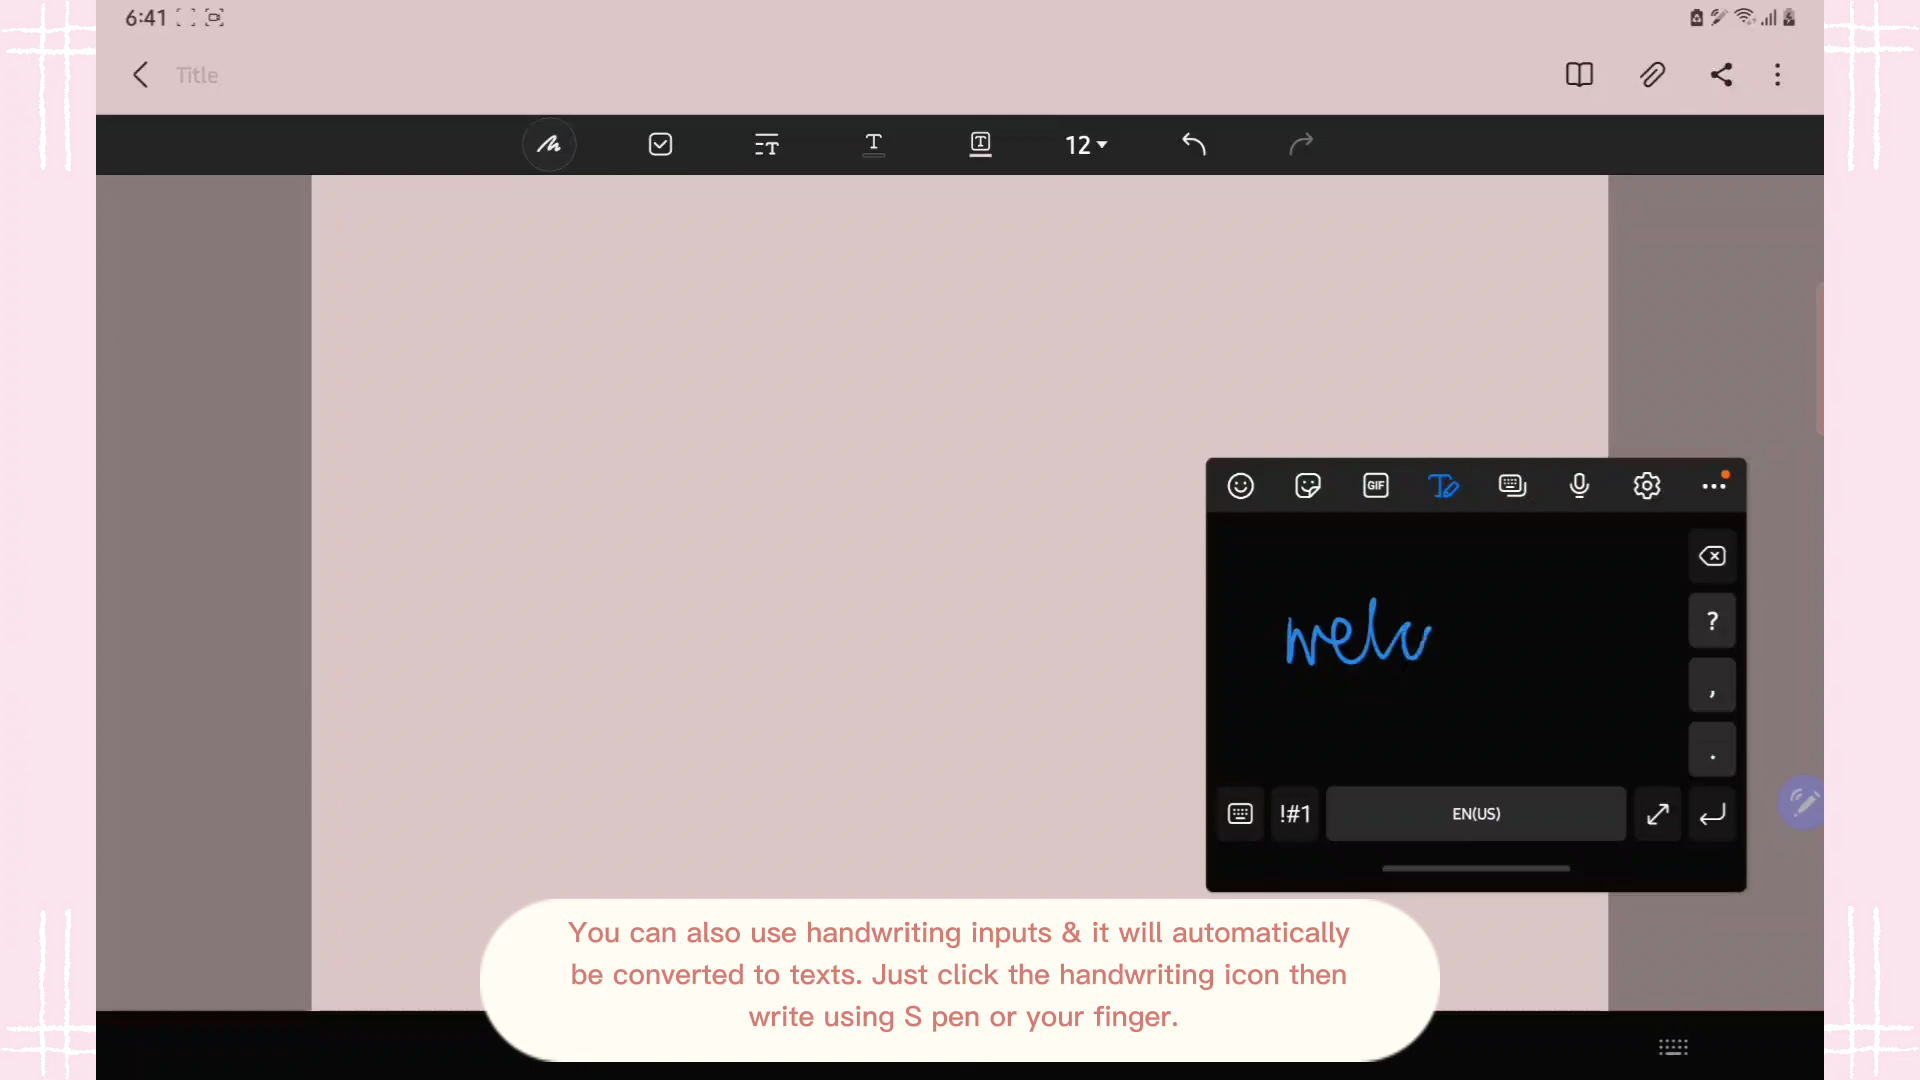 6:41
Title
12
GIF
welc
?
,
.
!#1
EN(US)
You can also use handwriting inputs & it will automatically
be converted to texts. Just click the handwriting icon then
write using S pen or your finger.